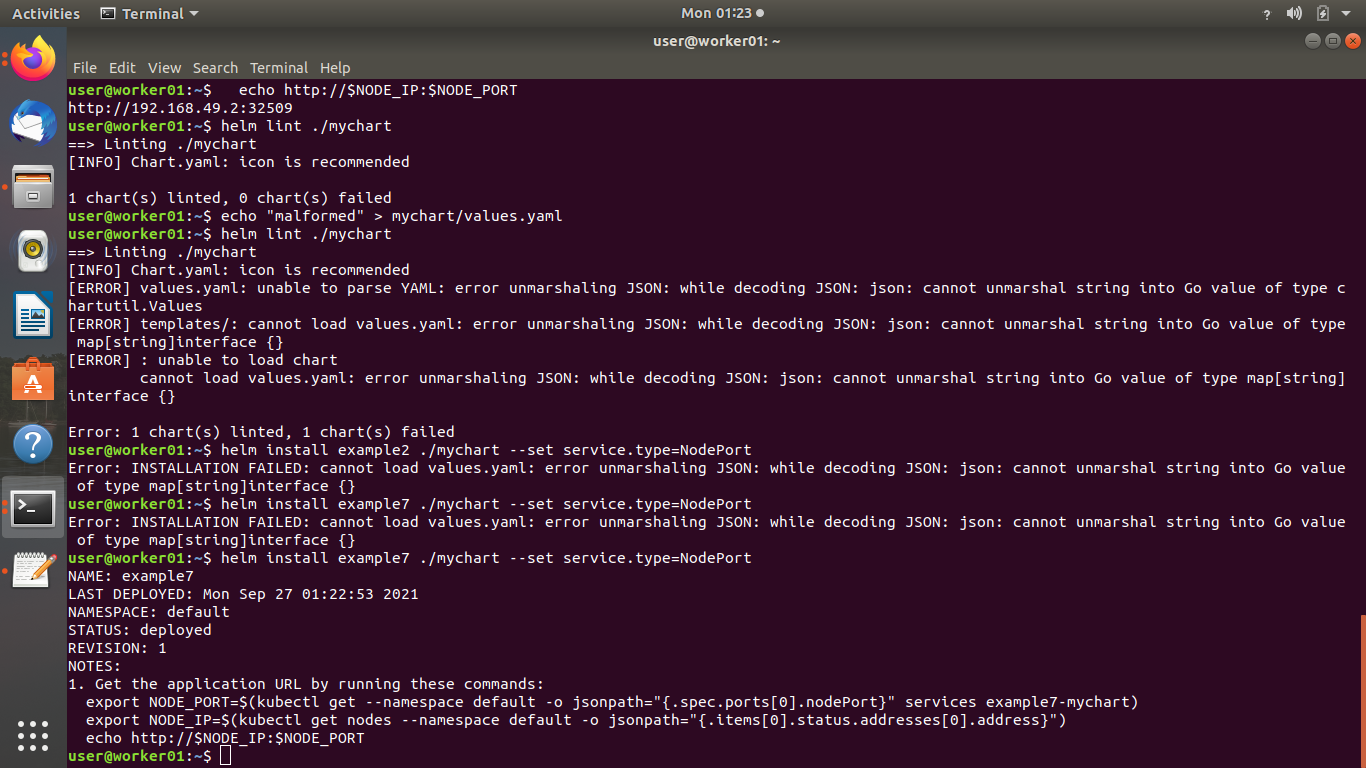 Activities Terminal Mon 01:23 ?
user@worker01: ~
File Edit View Search Terminal Help
user@worker01:~$   echo http://$NODE_IP:$NODE_PORT
http://192.168.49.2:32509
user@worker01:~$ helm lint ./mychart
==> Linting ./mychart
[INFO] Chart.yaml: icon is recommended

1 chart(s) linted, 0 chart(s) failed
user@worker01:~$ echo "malformed" > mychart/values.yaml
user@worker01:~$ helm lint ./mychart
==> Linting ./mychart
[INFO] Chart.yaml: icon is recommended
[ERROR] values.yaml: unable to parse YAML: error unmarshaling JSON: while decoding JSON: json: cannot unmarshal string into Go value of type c
hartutil.Values
[ERROR] templates/: cannot load values.yaml: error unmarshaling JSON: while decoding JSON: json: cannot unmarshal string into Go value of type
 map[string]interface {}
[ERROR] : unable to load chart
        cannot load values.yaml: error unmarshaling JSON: while decoding JSON: json: cannot unmarshal string into Go value of type map[string]
interface {}

Error: 1 chart(s) linted, 1 chart(s) failed
user@worker01:~$ helm install example2 ./mychart --set service.type=NodePort
Error: INSTALLATION FAILED: cannot load values.yaml: error unmarshaling JSON: while decoding JSON: json: cannot unmarshal string into Go value
 of type map[string]interface {}
user@worker01:~$ helm install example7 ./mychart --set service.type=NodePort
Error: INSTALLATION FAILED: cannot load values.yaml: error unmarshaling JSON: while decoding JSON: json: cannot unmarshal string into Go value
 of type map[string]interface {}
user@worker01:~$ helm install example7 ./mychart --set service.type=NodePort
NAME: example7
LAST DEPLOYED: Mon Sep 27 01:22:53 2021
NAMESPACE: default
STATUS: deployed
REVISION: 1
NOTES:
1. Get the application URL by running these commands:
  export NODE_PORT=$(kubectl get --namespace default -o jsonpath="{.spec.ports[0].nodePort}" services example7-mychart)
  export NODE_IP=$(kubectl get nodes --namespace default -o jsonpath="{.items[0].status.addresses[0].address}")
  echo http://$NODE_IP:$NODE_PORT
user@worker01:~$